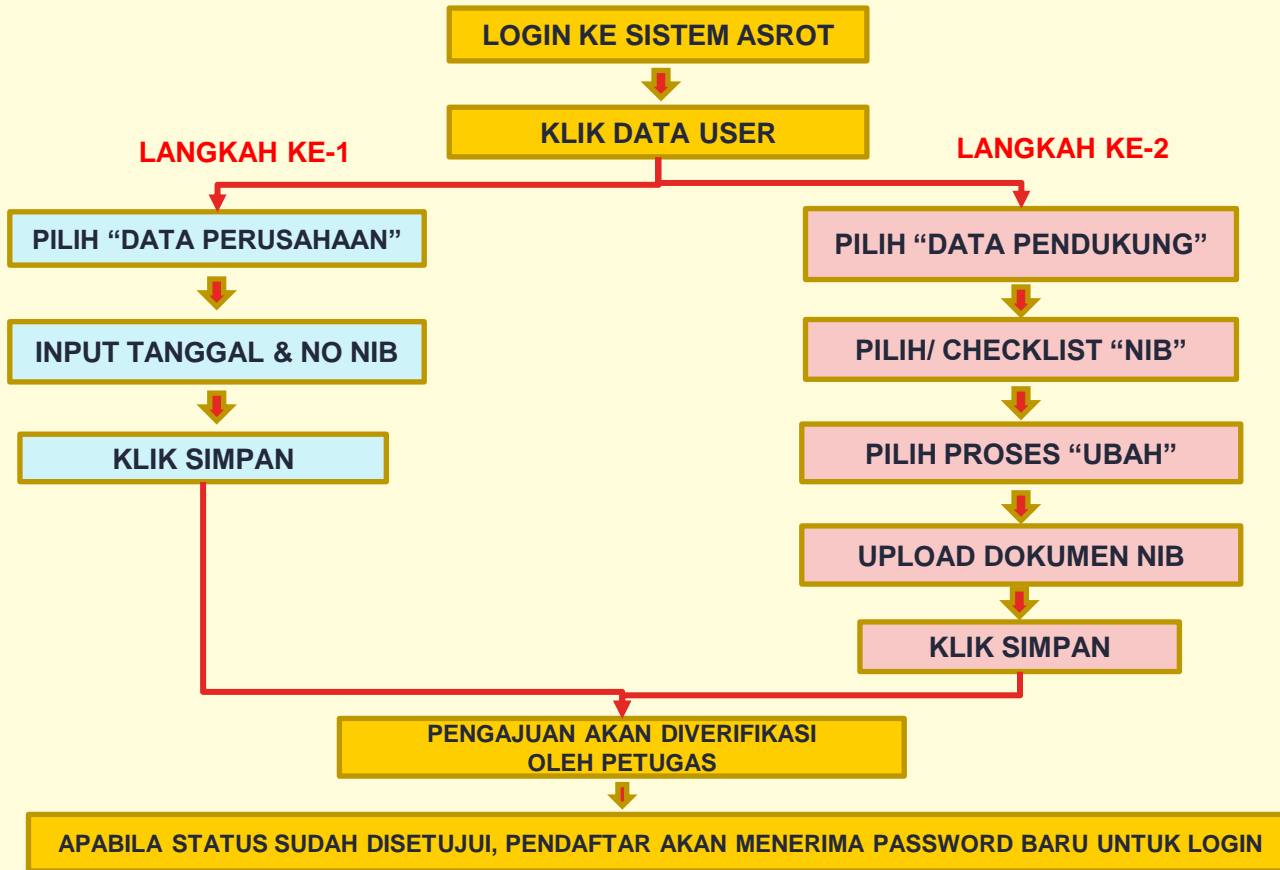 LOGIN KE SISTEM ASROT
KLIK DATA USER
LANGKAH KE-1
PILIH “DATA PERUSAHAAN”
INPUT TANGGAL & NO NIB
KLIK SIMPAN
LANGKAH KE-2
PILIH “DATA PENDUKUNG”
PILIH/ CHECKLIST “NIB”
PILIH PROSES “UBAH”
UPLOAD DOKUMEN NIB
KLIK SIMPAN
PENGAJUAN AKAN DIVERIFIKASI
OLEH PETUGAS
APABILA STATUS SUDAH DISETUJUI, PENDAFTAR AKAN MENERIMA PASSWORD BARU UNTUK LOGIN